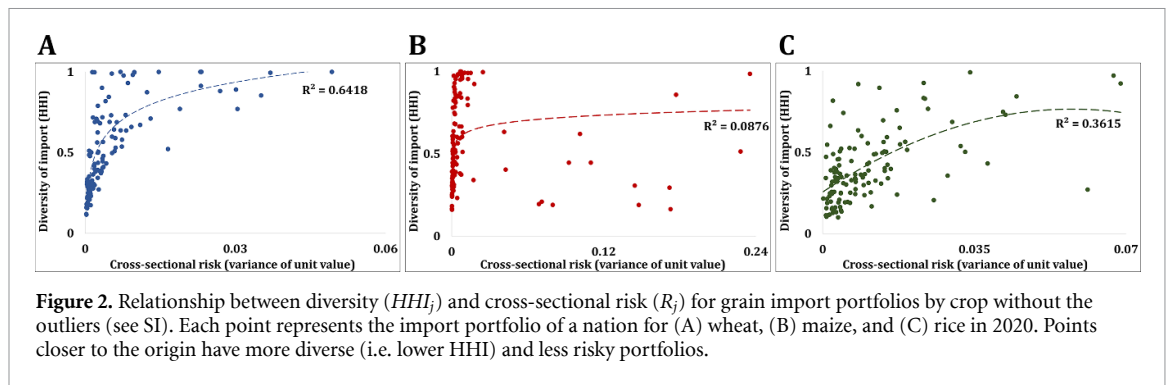 A
B
C
Diversity of import (HHI)
1
0.5
0
R² = 0.6418
0
0.03
0.06
Cross-sectional risk (variance of unit value)
Diversity of import (HHI)
1
0.5
0
R² = 0.0876
0
0.12
0.24
Cross-sectional risk (variance of unit value)
Diversity of import (HHI)
1
0.5
0
R² = 0.3615
0
0.035
0.07
Cross-sectional risk (variance of unit value)
Figure 2. Relationship between diversity (HHIⱼ) and cross-sectional risk (Rⱼ) for grain import portfolios by crop without the
outliers (see SI). Each point represents the import portfolio of a nation for (A) wheat, (B) maize, and (C) rice in 2020. Points
closer to the origin have more diverse (i.e. lower HHI) and less risky portfolios.